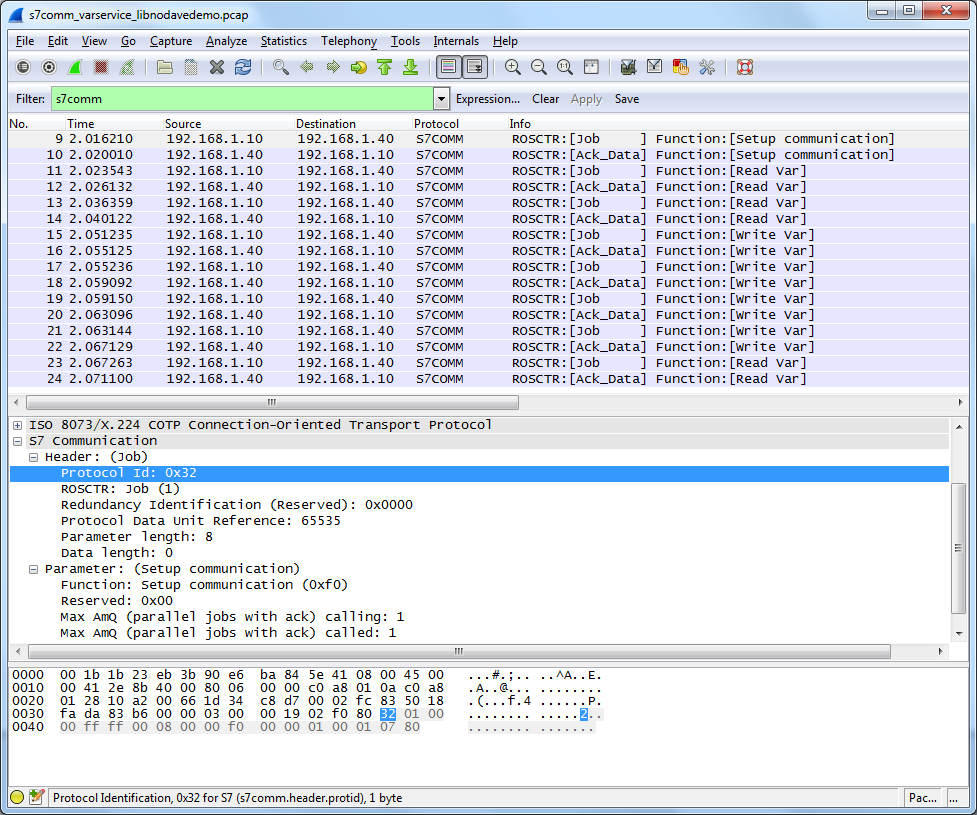 s7comm_varservice_libnodavedemo.pcap
File Edit View Go Capture Analyze Statistics Telephony Tools Internals Help
Filter: s7comm Expression... Clear Apply Save
No. Time Source Destination Protocol Info
9 2.016210 192.168.1.10 192.168.1.40 S7COMM ROSCTR:[Job     ] Function:[Setup communication]
10 2.020010 192.168.1.40 192.168.1.10 S7COMM ROSCTR:[Ack_Data] Function:[Setup communication]
11 2.023543 192.168.1.10 192.168.1.40 S7COMM ROSCTR:[Job     ] Function:[Read Var]
12 2.026132 192.168.1.40 192.168.1.10 S7COMM ROSCTR:[Ack_Data] Function:[Read Var]
13 2.036359 192.168.1.10 192.168.1.40 S7COMM ROSCTR:[Job     ] Function:[Read Var]
14 2.040122 192.168.1.40 192.168.1.10 S7COMM ROSCTR:[Ack_Data] Function:[Read Var]
15 2.051235 192.168.1.10 192.168.1.40 S7COMM ROSCTR:[Job     ] Function:[Write Var]
16 2.055125 192.168.1.40 192.168.1.10 S7COMM ROSCTR:[Ack_Data] Function:[Write Var]
17 2.055236 192.168.1.10 192.168.1.40 S7COMM ROSCTR:[Job     ] Function:[Write Var]
18 2.059092 192.168.1.40 192.168.1.10 S7COMM ROSCTR:[Ack_Data] Function:[Write Var]
19 2.059150 192.168.1.10 192.168.1.40 S7COMM ROSCTR:[Job     ] Function:[Write Var]
20 2.063096 192.168.1.40 192.168.1.10 S7COMM ROSCTR:[Ack_Data] Function:[Write Var]
21 2.063144 192.168.1.10 192.168.1.40 S7COMM ROSCTR:[Job     ] Function:[Write Var]
22 2.067129 192.168.1.40 192.168.1.10 S7COMM ROSCTR:[Ack_Data] Function:[Write Var]
23 2.067263 192.168.1.10 192.168.1.40 S7COMM ROSCTR:[Job     ] Function:[Read Var]
24 2.071100 192.168.1.40 192.168.1.10 S7COMM ROSCTR:[Ack_Data] Function:[Read Var]
ISO 8073/X.224 COTP Connection-Oriented Transport Protocol
S7 Communication
Header: (Job)
Protocol Id: 0x32
ROSCTR: Job (1)
Redundancy Identification (Reserved): 0x0000
Protocol Data Unit Reference: 65535
Parameter length: 8
Data length: 0
Parameter: (Setup communication)
Function: Setup communication (0xf0)
Reserved: 0x00
Max AmQ (parallel jobs with ack) calling: 1
Max AmQ (parallel jobs with ack) called: 1
0000 00 1b 1b 23 eb 3b 90 e6 ba 84 5e 41 08 00 45 00 ...#.;.. ..^A..E.
0010 00 41 2e 8b 40 00 80 06 00 00 c0 a8 01 0a c0 a8 .A..@... ........
0020 01 28 10 a2 00 66 1d 34 c8 d7 00 02 fc 83 50 18 .(...f.4 ......P.
0030 fa da 83 b6 00 00 03 00 00 19 02 f0 80 32 01 00 ........ .....2..
0040 00 ff ff 00 08 00 00 f0 00 00 01 00 01 07 80 ........ .......
Protocol Identification, 0x32 for S7 (s7comm.header.protid), 1 byte Pac... ...